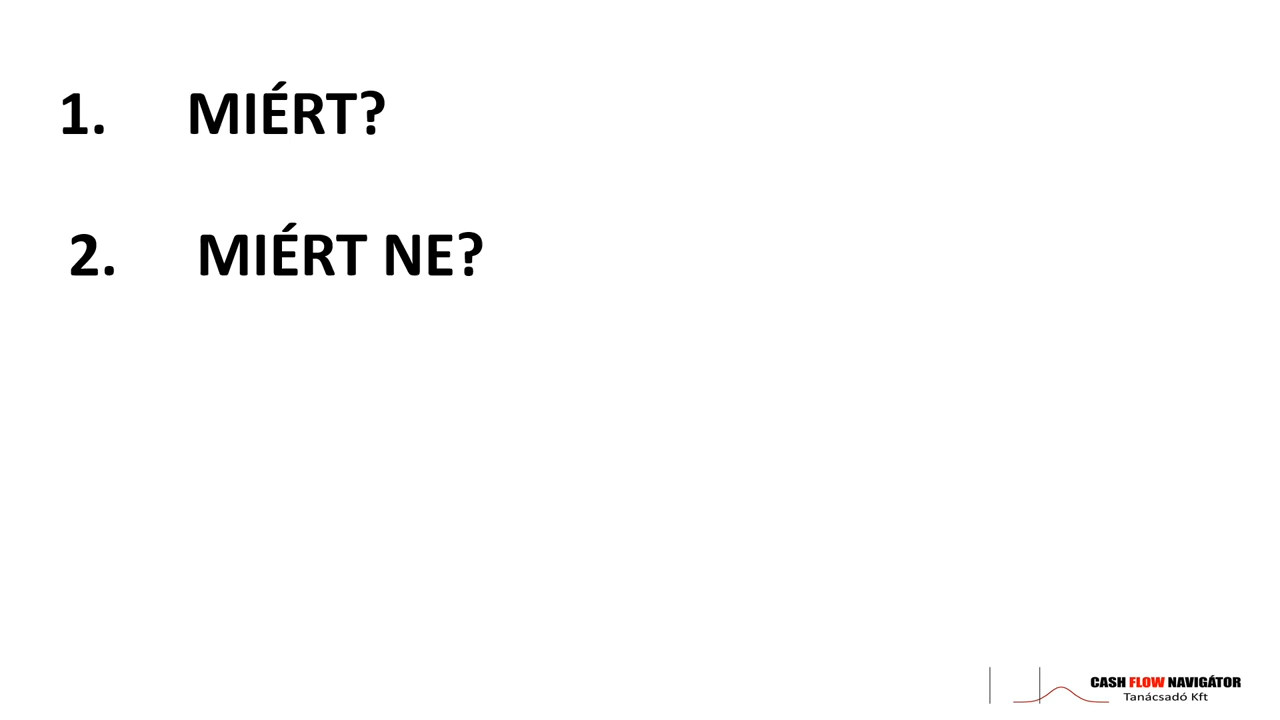 1. MIÉRT?
2. MIÉRT NE?
CASH FLOW NAVIGÁTOR
Tanácsadó Kft